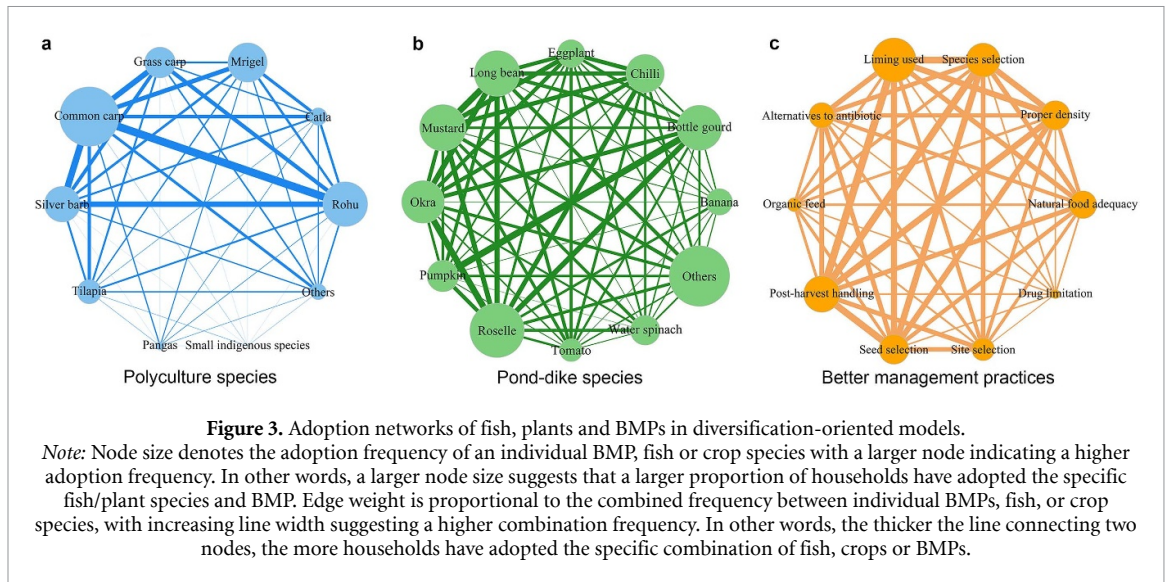 a
Grass carp
Mrigel
Common carp
Catla
Silver barb
Rohu
Tilapia
Others
Pangas
Small indigenous species
Polyculture species
b
Eggplant
Long bean
Chilli
Mustard
Bottle gourd
Okra
Banana
Pumpkin
Others
Roselle
Water spinach
Tomato
Pond-dike species
c
Liming used
Species selection
Alternatives to antibiotic
Proper density
Organic feed
Natural food adequacy
Post-harvest handling
Drug limitation
Seed selection
Site selection
Better management practices
Figure 3. Adoption networks of fish, plants and BMPs in diversification-oriented models.
Note: Node size denotes the adoption frequency of an individual BMP, fish or crop species with a larger node indicating a higher
adoption frequency. In other words, a larger node size suggests that a larger proportion of households have adopted the specific
fish/plant species and BMP. Edge weight is proportional to the combined frequency between individual BMPs, fish, or crop
species, with increasing line width suggesting a higher combination frequency. In other words, the thicker the line connecting two
nodes, the more households have adopted the specific combination of fish, crops or BMPs.